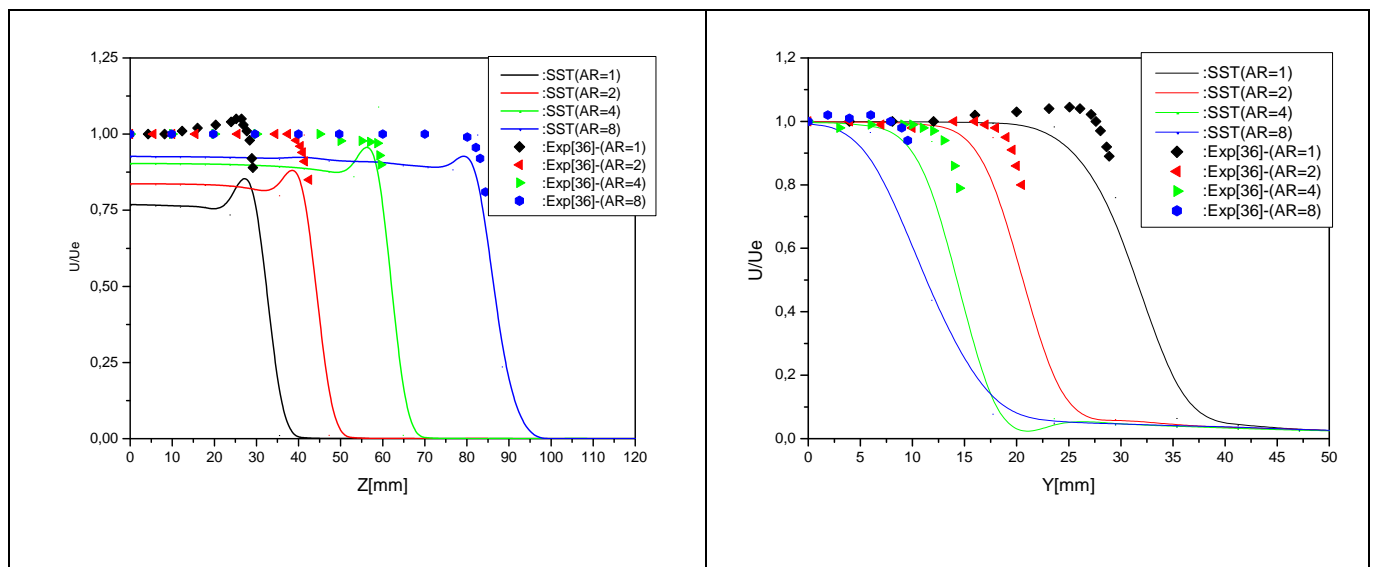 1,25
1,00
0,75
0,50
0,25
0,00
U/Ue
0 10 20 30 40 50 60 70 80 90 100 110 120
Z[mm]
:SST(AR=1)
:SST(AR=2)
:SST(AR=4)
:SST(AR=8)
:Exp[36]-(AR=1)
:Exp[36]-(AR=2)
:Exp[36]-(AR=4)
:Exp[36]-(AR=8)
1,2
1,0
0,8
0,6
0,4
0,2
0,0
U/Ue
0 5 10 15 20 25 30 35 40 45 50
Y[mm]
:SST(AR=1)
:SST(AR=2)
:SST(AR=4)
:SST(AR=8)
:Exp[36]-(AR=1)
:Exp[36]-(AR=2)
:Exp[36]-(AR=4)
:Exp[36]-(AR=8)